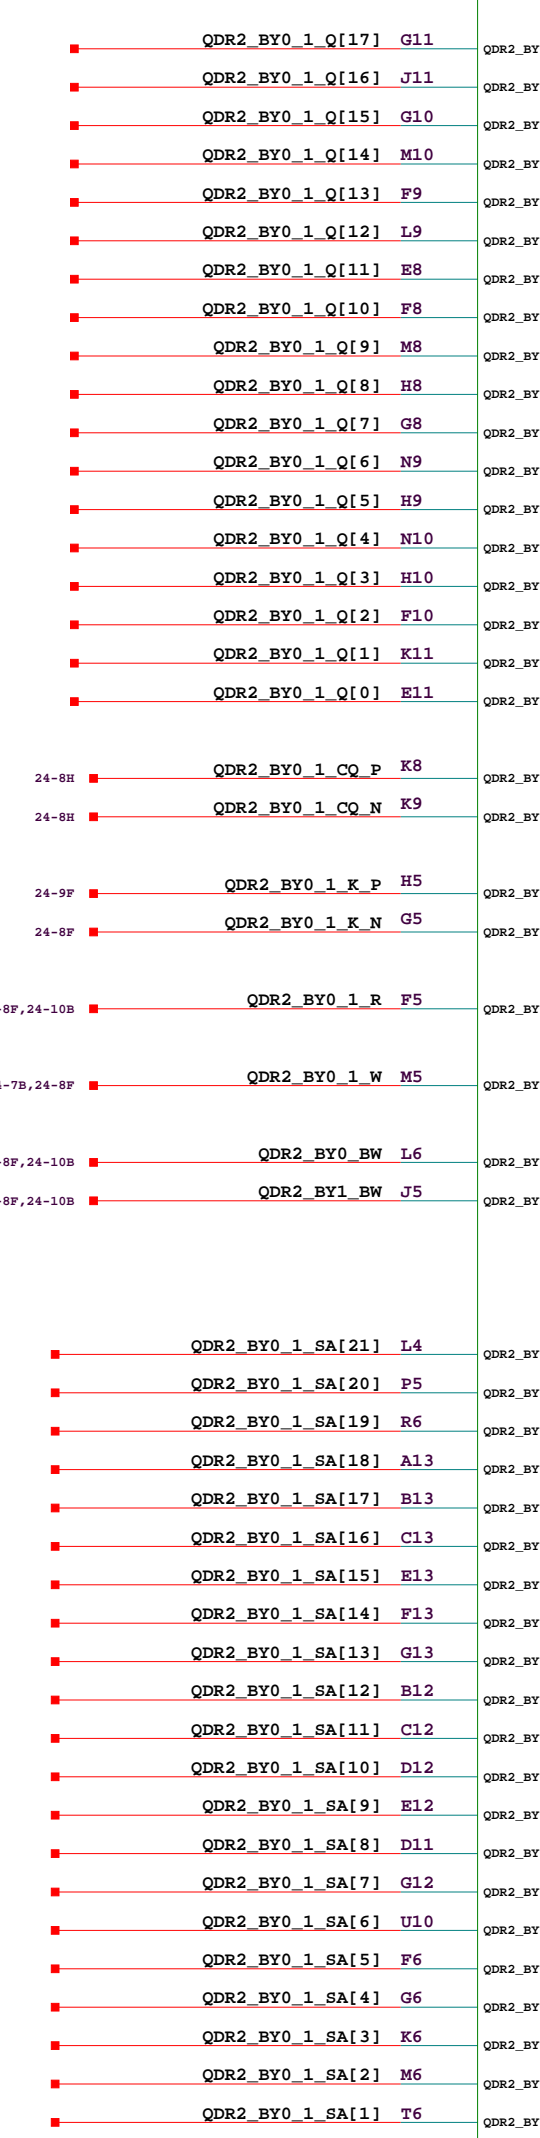 QDR2_BY0_1_Q[17] G11 QDR2_BY
QDR2_BY0_1_Q[16] J11 QDR2_BY
QDR2_BY0_1_Q[15] G10 QDR2_BY
QDR2_BY0_1_Q[14] M10 QDR2_BY
QDR2_BY0_1_Q[13] F9 QDR2_BY
QDR2_BY0_1_Q[12] L9 QDR2_BY
QDR2_BY0_1_Q[11] E8 QDR2_BY
QDR2_BY0_1_Q[10] F8 QDR2_BY
QDR2_BY0_1_Q[9] M8 QDR2_BY
QDR2_BY0_1_Q[8] H8 QDR2_BY
QDR2_BY0_1_Q[7] G8 QDR2_BY
QDR2_BY0_1_Q[6] N9 QDR2_BY
QDR2_BY0_1_Q[5] H9 QDR2_BY
QDR2_BY0_1_Q[4] N10 QDR2_BY
QDR2_BY0_1_Q[3] H10 QDR2_BY
QDR2_BY0_1_Q[2] F10 QDR2_BY
QDR2_BY0_1_Q[1] K11 QDR2_BY
QDR2_BY0_1_Q[0] E11 QDR2_BY
24-8H QDR2_BY0_1_CQ_P K8 QDR2_BY
24-8H QDR2_BY0_1_CQ_N K9 QDR2_BY
24-9F QDR2_BY0_1_K_P H5 QDR2_BY
24-8F QDR2_BY0_1_K_N G5 QDR2_BY
8F,24-10B QDR2_BY0_1_R F5 QDR2_BY
-7B,24-8F QDR2_BY0_1_W M5 QDR2_BY
8F,24-10B QDR2_BY0_BW L6 QDR2_BY
8F,24-10B QDR2_BY1_BW J5 QDR2_BY
QDR2_BY0_1_SA[21] L4 QDR2_BY
QDR2_BY0_1_SA[20] P5 QDR2_BY
QDR2_BY0_1_SA[19] R6 QDR2_BY
QDR2_BY0_1_SA[18] A13 QDR2_BY
QDR2_BY0_1_SA[17] B13 QDR2_BY
QDR2_BY0_1_SA[16] C13 QDR2_BY
QDR2_BY0_1_SA[15] E13 QDR2_BY
QDR2_BY0_1_SA[14] F13 QDR2_BY
QDR2_BY0_1_SA[13] G13 QDR2_BY
QDR2_BY0_1_SA[12] B12 QDR2_BY
QDR2_BY0_1_SA[11] C12 QDR2_BY
QDR2_BY0_1_SA[10] D12 QDR2_BY
QDR2_BY0_1_SA[9] E12 QDR2_BY
QDR2_BY0_1_SA[8] D11 QDR2_BY
QDR2_BY0_1_SA[7] G12 QDR2_BY
QDR2_BY0_1_SA[6] U10 QDR2_BY
QDR2_BY0_1_SA[5] F6 QDR2_BY
QDR2_BY0_1_SA[4] G6 QDR2_BY
QDR2_BY0_1_SA[3] K6 QDR2_BY
QDR2_BY0_1_SA[2] M6 QDR2_BY
QDR2_BY0_1_SA[1] T6 QDR2_BY